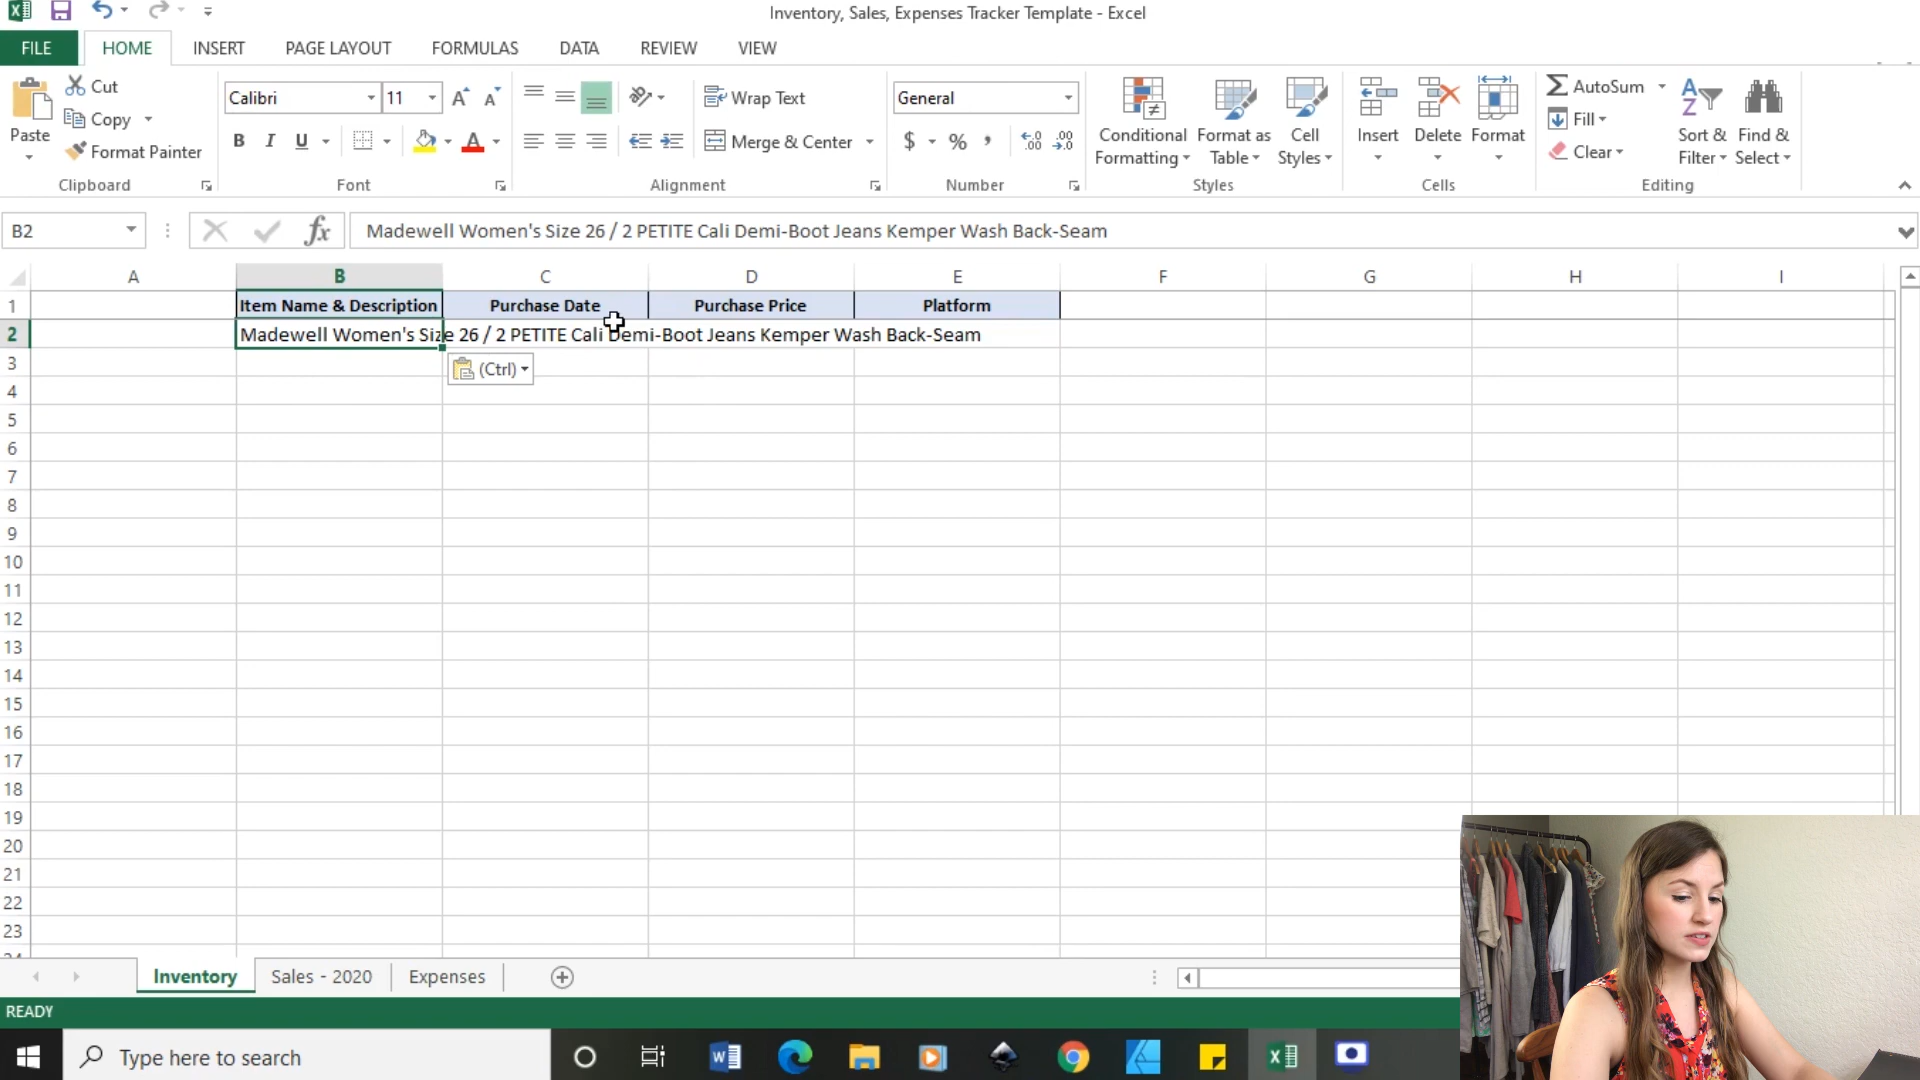 Inventory, Sales, Expenses Tracker Template - Excel
FILE HOME INSERT PAGE LAYOUT FORMULAS DATA REVIEW VIEW
Paste
Cut
Copy
Format Painter
Clipboard
Calibri 11 A A
B I U A
Font
Wrap Text
Merge & Center
Alignment
General
$ % , .0 .00 .00 .0
Number
Conditional Formatting
Format as Table
Cell Styles
Styles
Insert
Delete
Format
Cells
AutoSum
Fill
Clear
Sort & Filter
Find & Select
Editing
B2 fx Madewell Women's Size 26 / 2 PETITE Cali Demi-Boot Jeans Kemper Wash Back-Seam
A B C D E F G H I
1 Item Name & Description Purchase Date Purchase Price Platform
2 Madewell Women's Size 26 / 2 PETITE Cali Demi-Boot Jeans Kemper Wash Back-Seam
3 (Ctrl)
4
5
6
7
8
9
10
11
12
13
14
15
16
17
18
19
20
21
22
23
Inventory Sales - 2020 Expenses
READY
Type here to search